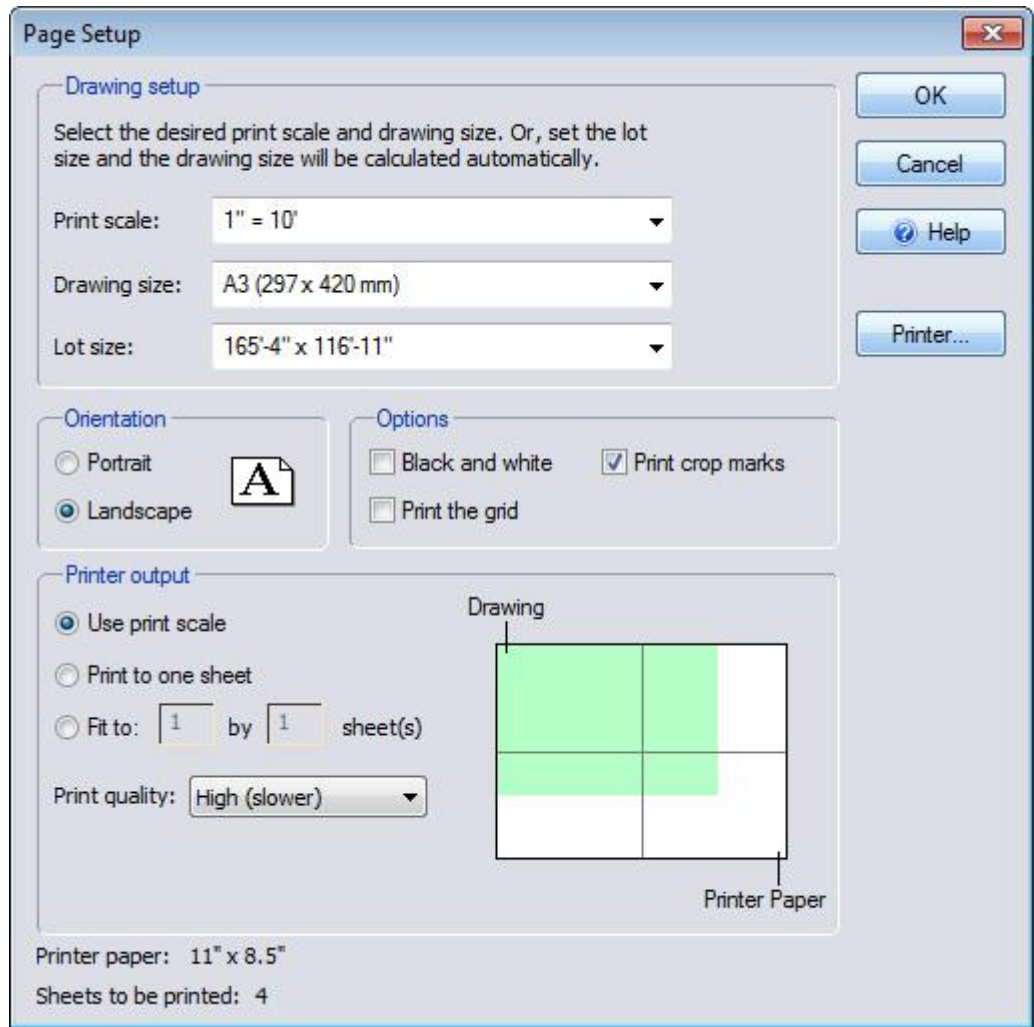 Page Setup
Drawing setup
OK
Select the desired print scale and drawing size. Or, set the lot
size and the drawing size will be calculated automatically.
Cancel
Print scale: 1" = 10'
Help
Drawing size: A3 (297 x 420 mm)
Lot size: 165'-4" x 116'-11"
Printer...
Orientation
Portrait
Landscape
A
Options
Black and white
Print crop marks
Print the grid
Printer output
Use print scale
Print to one sheet
Fit to: 1 by 1 sheet(s)
Print quality: High (slower)
Drawing
Printer Paper
Printer paper: 11" x 8.5"
Sheets to be printed: 4